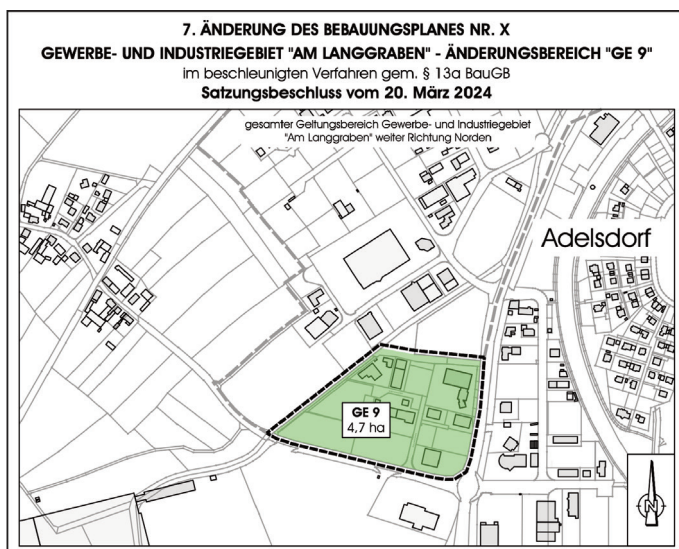 7. ÄNDERUNG DES BEBAUUNGSPLANES NR. X
GEWERBE- UND INDUSTRIEGEBIET "AM LANGGRABEN" - ÄNDERUNGSBEREICH "GE 9"
im beschleunigten Verfahren gem. § 13a BauGB
Satzungsbeschluss vom 20. März 2024
gesamter Geltungsbereich Gewerbe- und Industriegebiet
"Am Langgraben" weiter Richtung Norden
Adelsdorf
GE 9
4,7 ha
N